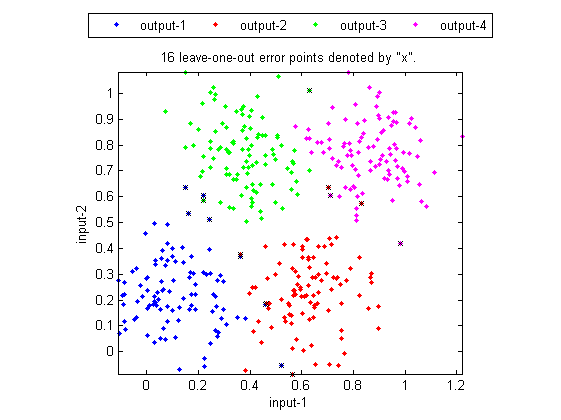 output-1 output-2 output-3 output-4
16 leave-one-out error points denoted by "x".
1
0.9
0.8
0.7
0.6
0.5
0.4
0.3
0.2
0.1
0
input-2
0 0.2 0.4 0.6 0.8 1 1.2
input-1